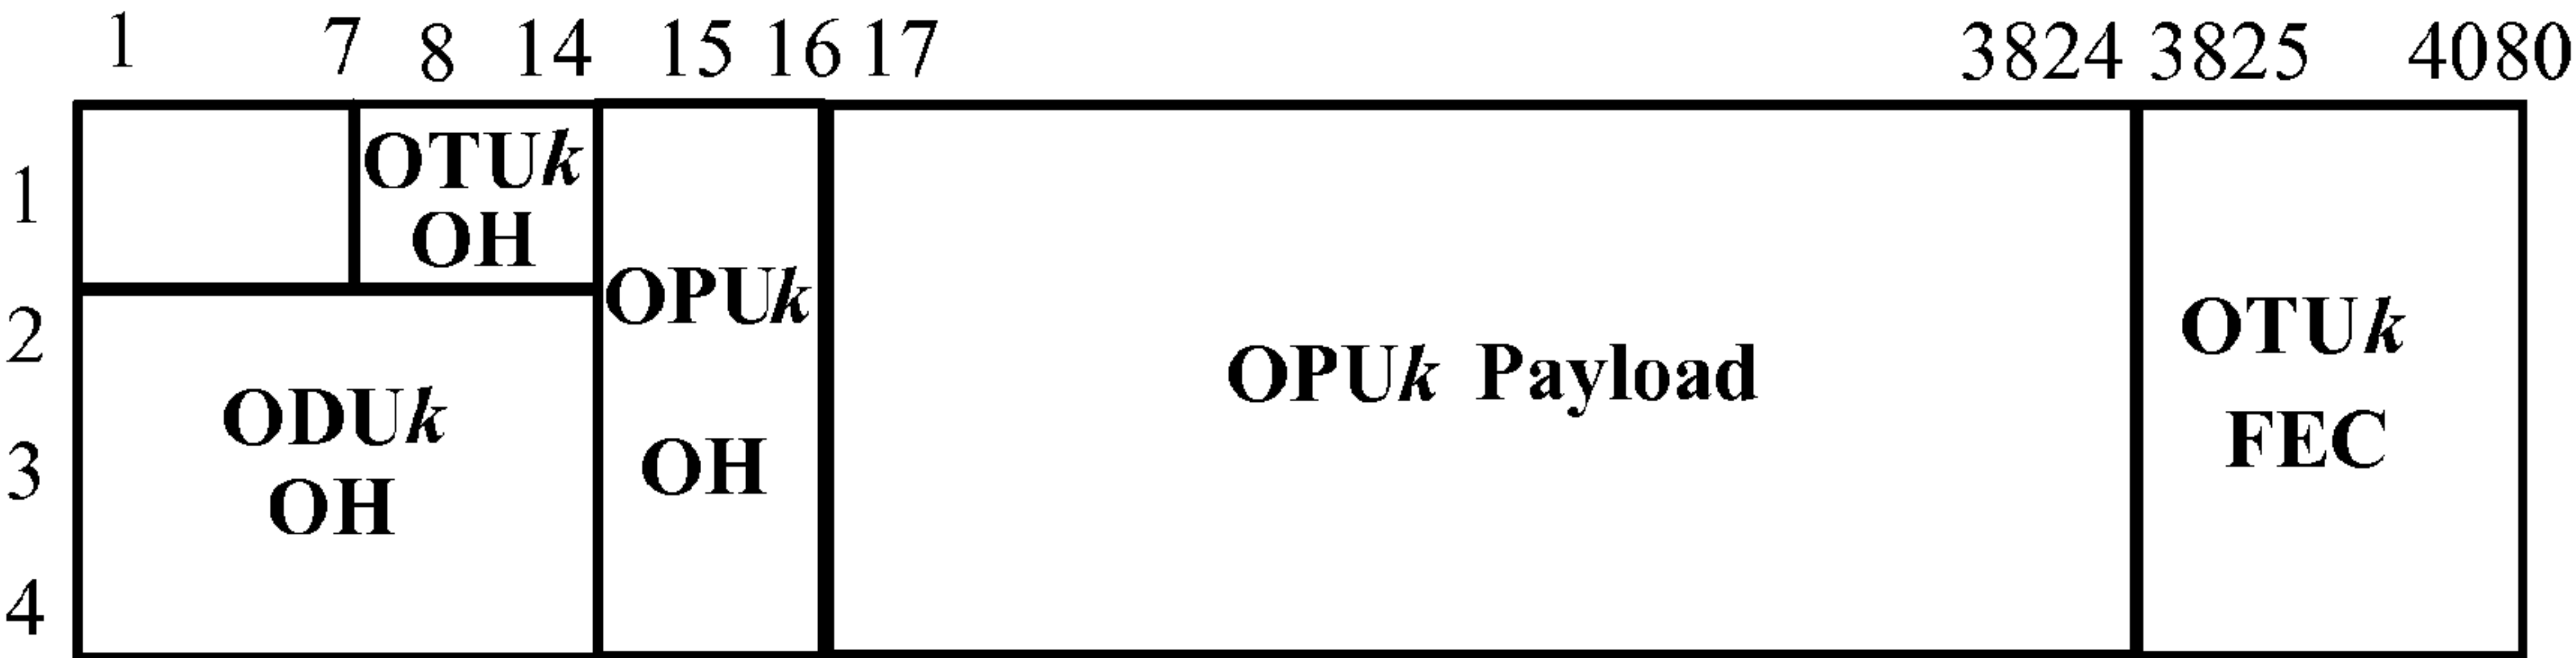 1 7 8 14 15 16 17 3824 3825 4080
1
OTUk
OH
2
OPUk
OPUk Payload
OTUk
FEC
3
ODUk
OH
OH
4